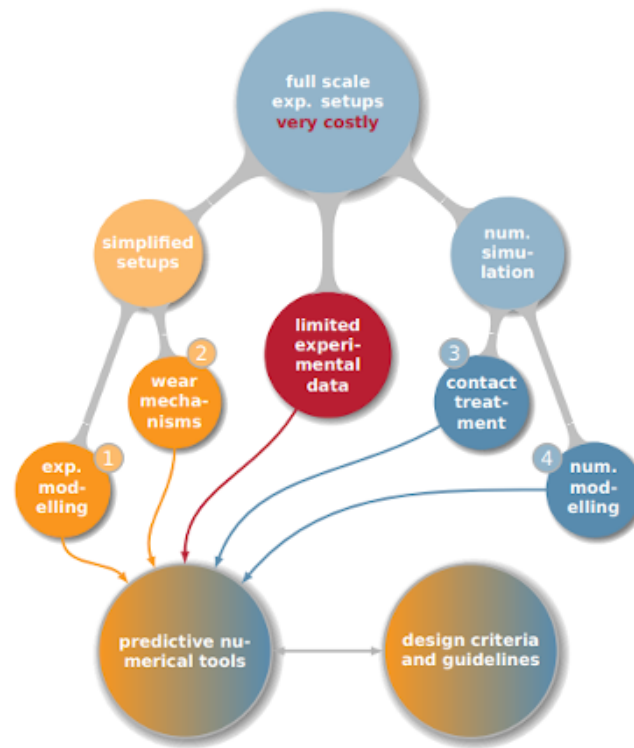 full scale
exp. setups
very costly
simplified
setups
num.
simu-
lation
limited
experi-
mental
data
2
wear
mecha-
nisms
3
contact
treat-
ment
1
exp.
mod-
elling
4
num.
mod-
elling
predictive nu-
merical tools
design criteria
and guidelines